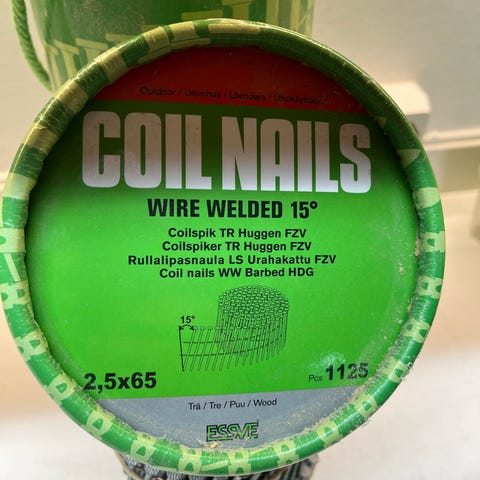 Outdoor / Utomhus / Utendørs / Ulkokäyttöön
COIL NAILS
WIRE WELDED 15°
Coilspik TR Huggen FZV
Coilspiker TR Huggen FZV
Rullalipasnaula LS Urahakattu FZV
Coil nails WW Barbed HDG
15°
2,5x65
Pcs 1125
Trä / Tre / Puu / Wood
ESSVE